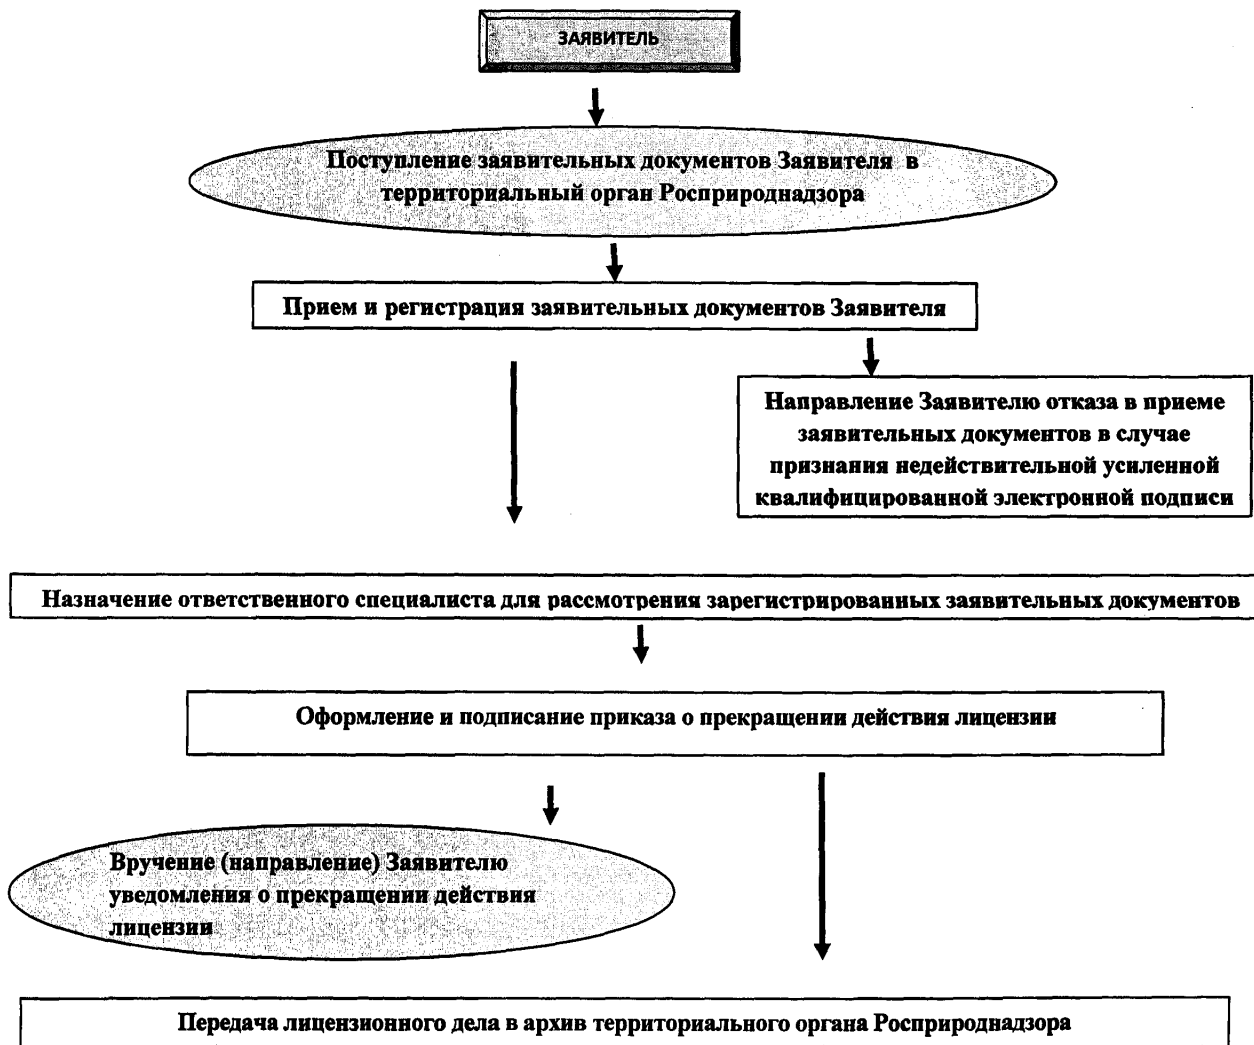 ЗАЯВИТЕЛЬ
Поступление заявительных документов Заявителя в
территориальный орган Росприроднадзора
Прием и регистрация заявительных документов Заявителя
Направление Заявителю отказа в приеме
заявительных документов в случае
признания недействительной усиленной
квалифицированной электронной подписи
Назначение ответственного специалиста для рассмотрения зарегистрированных заявительных документов
Оформление и подписание приказа о прекращении действия лицензии
Вручение (направление) Заявителю
уведомления о прекращении действия
лицензии
Передача лицензионного дела в архив территориального органа Росприроднадзора